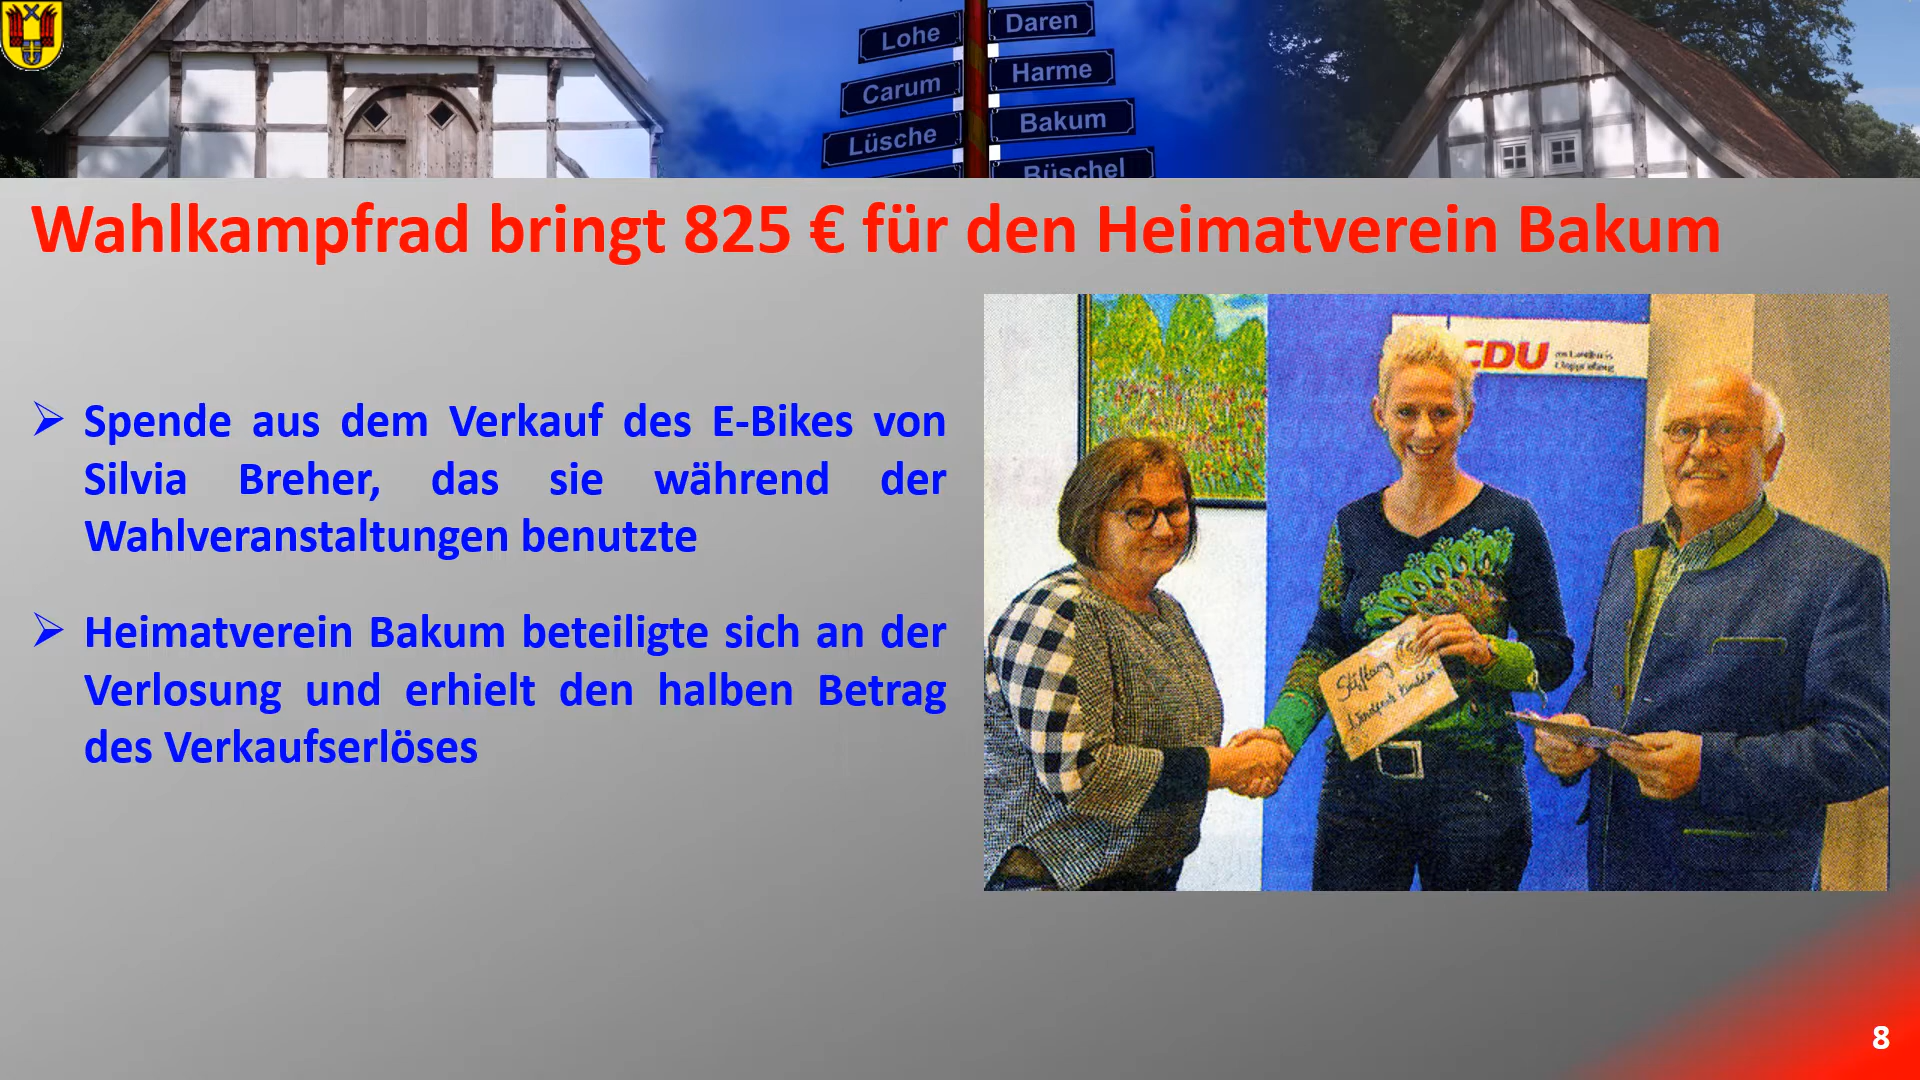 Lohe
Daren
Carum
Harme
Lüsche
Bakum
Büschel
Wahlkampfrad bringt 825 € für den Heimatverein Bakum
➢ Spende aus dem Verkauf des E-Bikes von
Silvia Breher, das sie während der
Wahlveranstaltungen benutzte
➢ Heimatverein Bakum beteiligte sich an der
Verlosung und erhielt den halben Betrag
des Verkaufserlöses
CDU
Stiftung
8